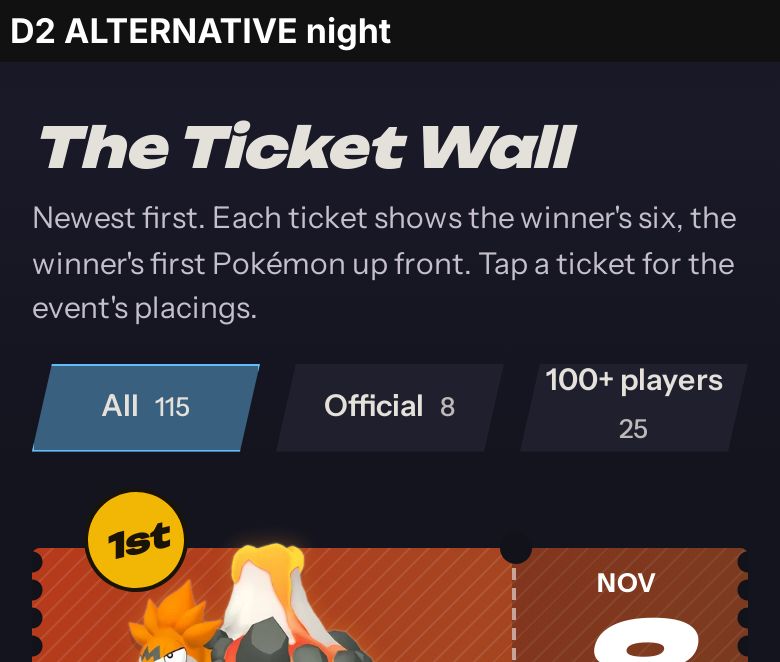 D2 ALTERNATIVE night
The Ticket Wall
Newest first. Each ticket shows the winner's six, the
winner's first Pokémon up front. Tap a ticket for the
event's placings.
All 115
Official 8
100+ players
25
1st
NOV